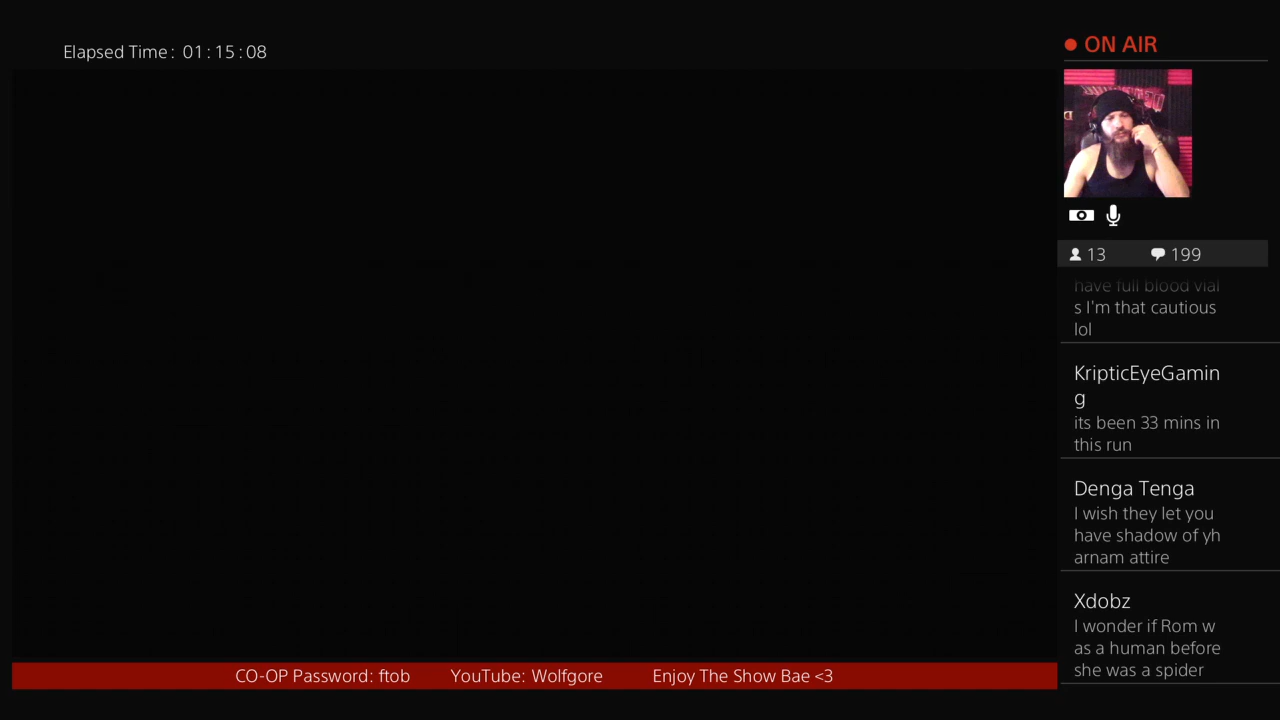 Elapsed Time: 01:15:08
ON AIR
13 199
have full blood vial
s I'm that cautious
lol
KripticEyeGamin
g
its been 33 mins in
this run
Denga Tenga
I wish they let you
have shadow of yh
arnam attire
Xdobz
I wonder if Rom w
as a human before
she was a spider
CO-OP Password: ftob YouTube: Wolfgore Enjoy The Show Bae <3